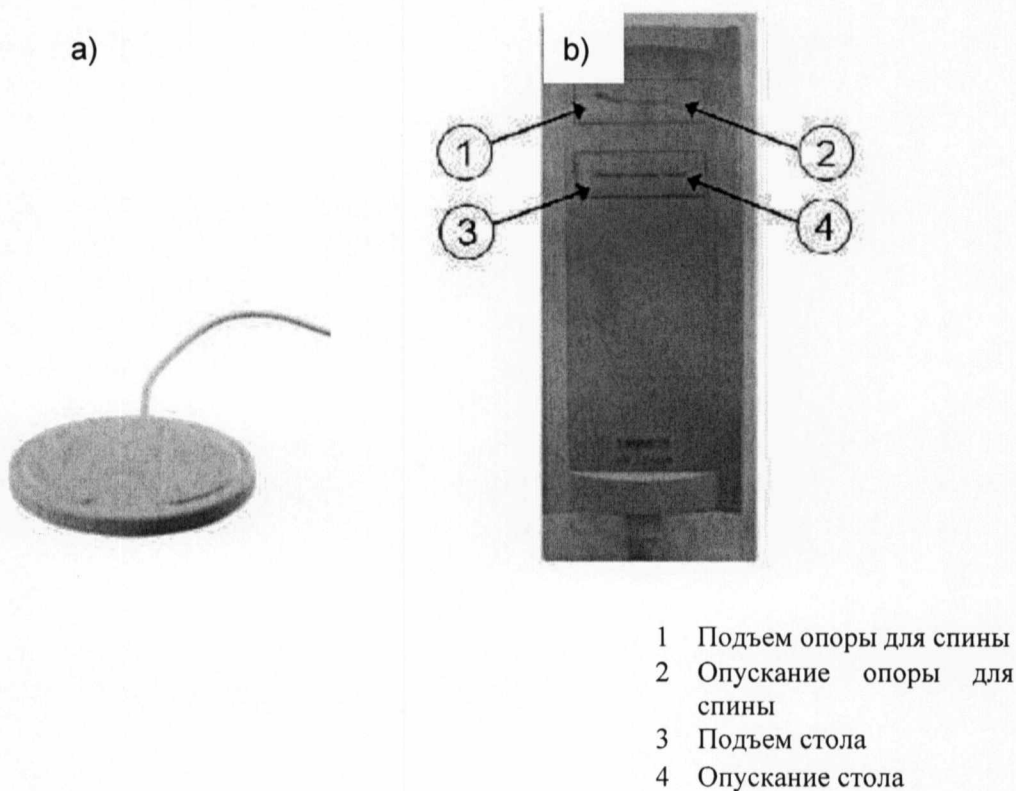 a)
b)
1
2
3
4
1 Подъем опоры для спины
2 Опускание опоры для
спины
3 Подъем стола
4 Опускание стола